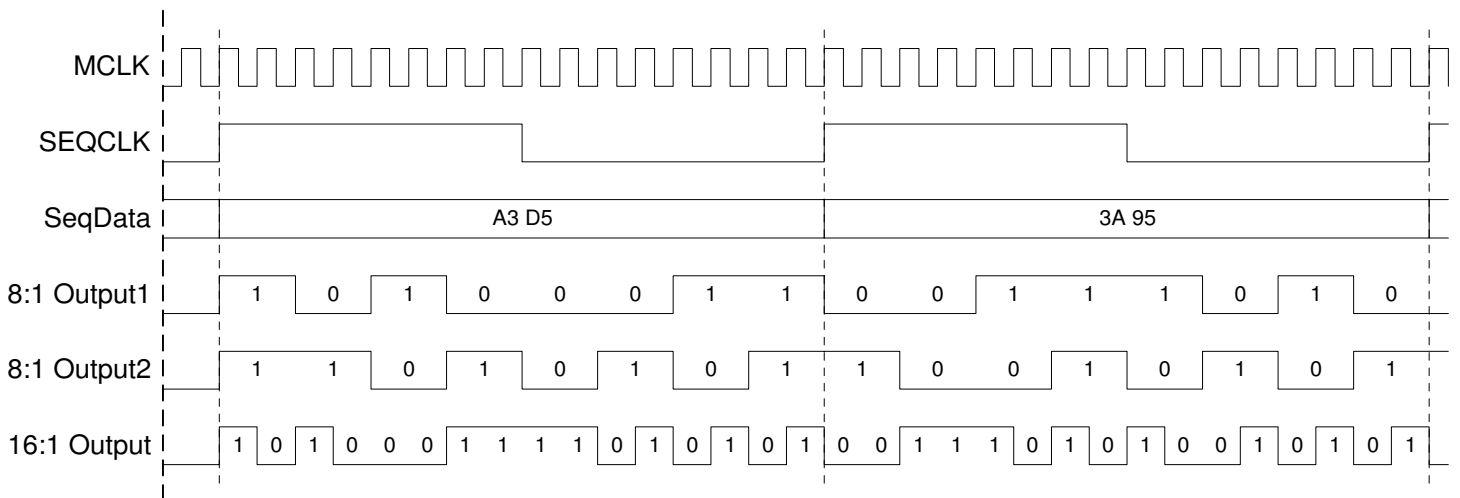 MCLK
SEQCLK
SeqData A3 D5 3A 95
8:1 Output1 1 0 1 0 0 0 1 1 0 0 1 1 1 0 1 0
8:1 Output2 1 1 0 1 0 1 0 1 1 0 0 1 0 1 0 1
16:1 Output 1 0 1 0 0 0 1 1 1 1 0 1 0 1 0 1 0 0 1 1 1 0 1 0 1 0 0 1 0 1 0 1